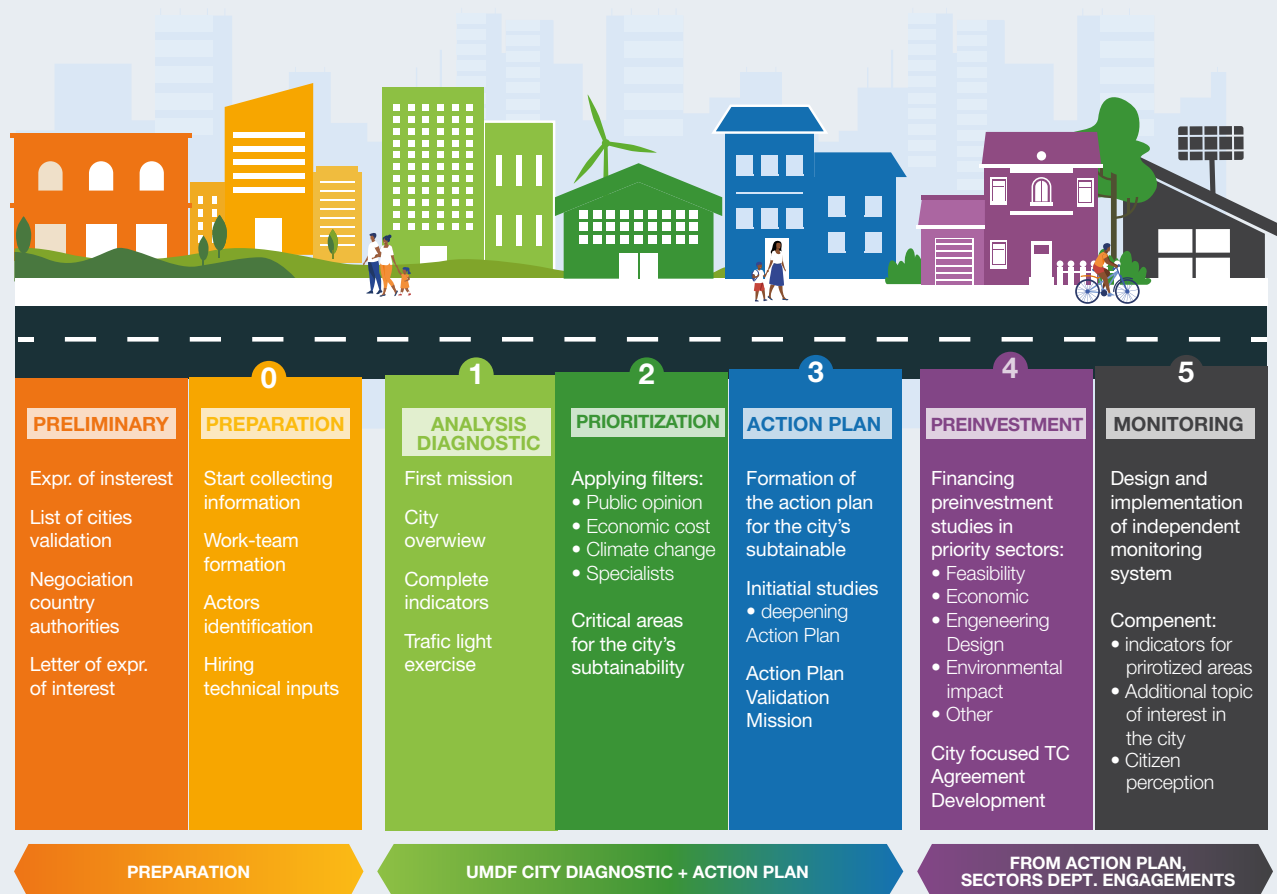 PRELIMINARY
Expr. of insterest
List of cities
validation
Negociation
country
authorities
Letter of expr.
of interest
0
PREPARATION
Start collecting
information
Work-team
formation
Actors
identification
Hiring
technical inputs
1
ANALYSIS
DIAGNOSTIC
First mission
City
overwiew
Complete
indicators
Trafic light
exercise
2
PRIORITIZATION
Applying filters:
• Public opinion
• Economic cost
• Climate change
• Specialists
Critical areas
for the city's
subtainability
3
ACTION PLAN
Formation of
the action plan
for the city's
subtainable
Initiatial studies
• deepening
Action Plan
Action Plan
Validation
Mission
4
PREINVESTMENT
Financing
preinvestment
studies in
priority sectors:
• Feasibility
• Economic
• Engeneering
Design
• Environmental
impact
• Other
City focused TC
Agreement
Development
5
MONITORING
Design and
implementation
of independent
monitoring
system
Compenent:
• indicators for
prirotized areas
• Additional topic
of interest in
the city
• Citizen
perception
PREPARATION
UMDF CITY DIAGNOSTIC + ACTION PLAN
FROM ACTION PLAN,
SECTORS DEPT. ENGAGEMENTS